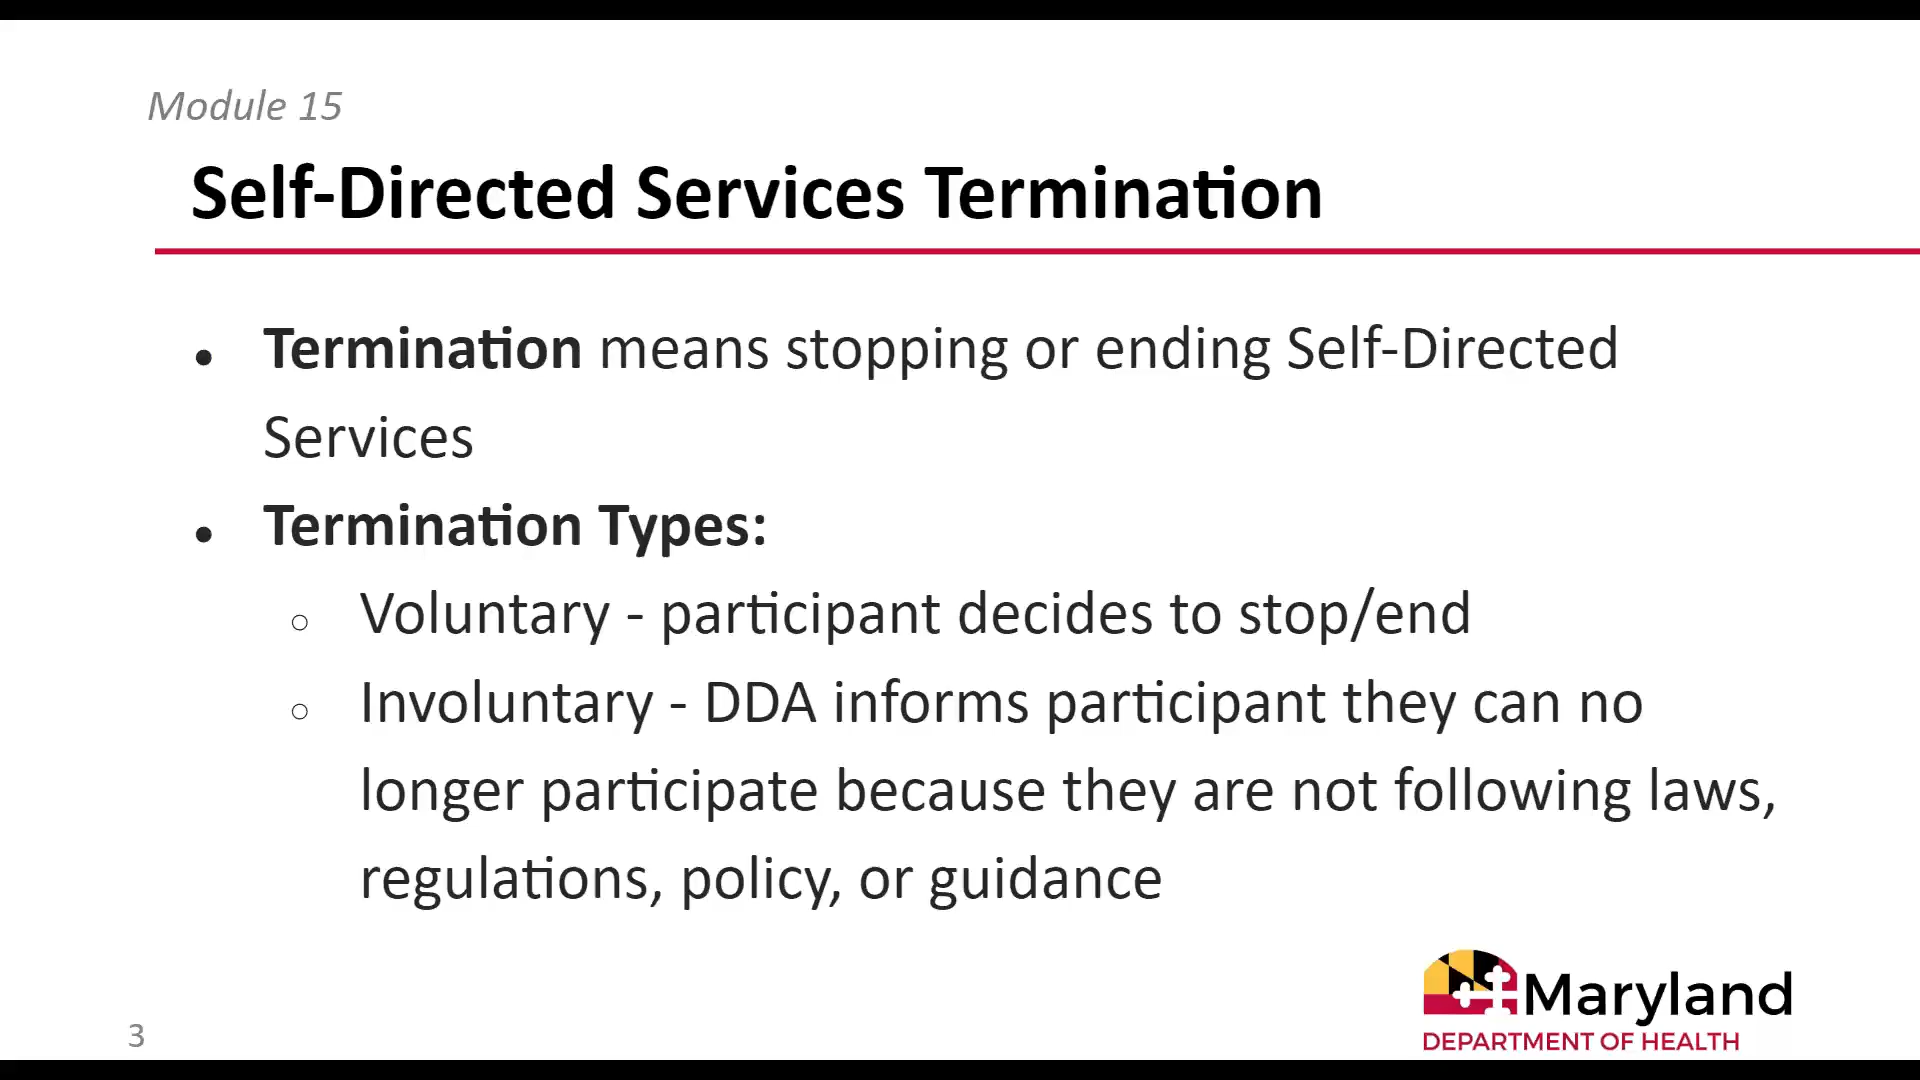 Module 15
Self-Directed Services Termination
● Termination means stopping or ending Self-Directed
Services
● Termination Types:
○ Voluntary - participant decides to stop/end
○ Involuntary - DDA informs participant they can no
longer participate because they are not following laws,
regulations, policy, or guidance
Maryland
DEPARTMENT OF HEALTH
3